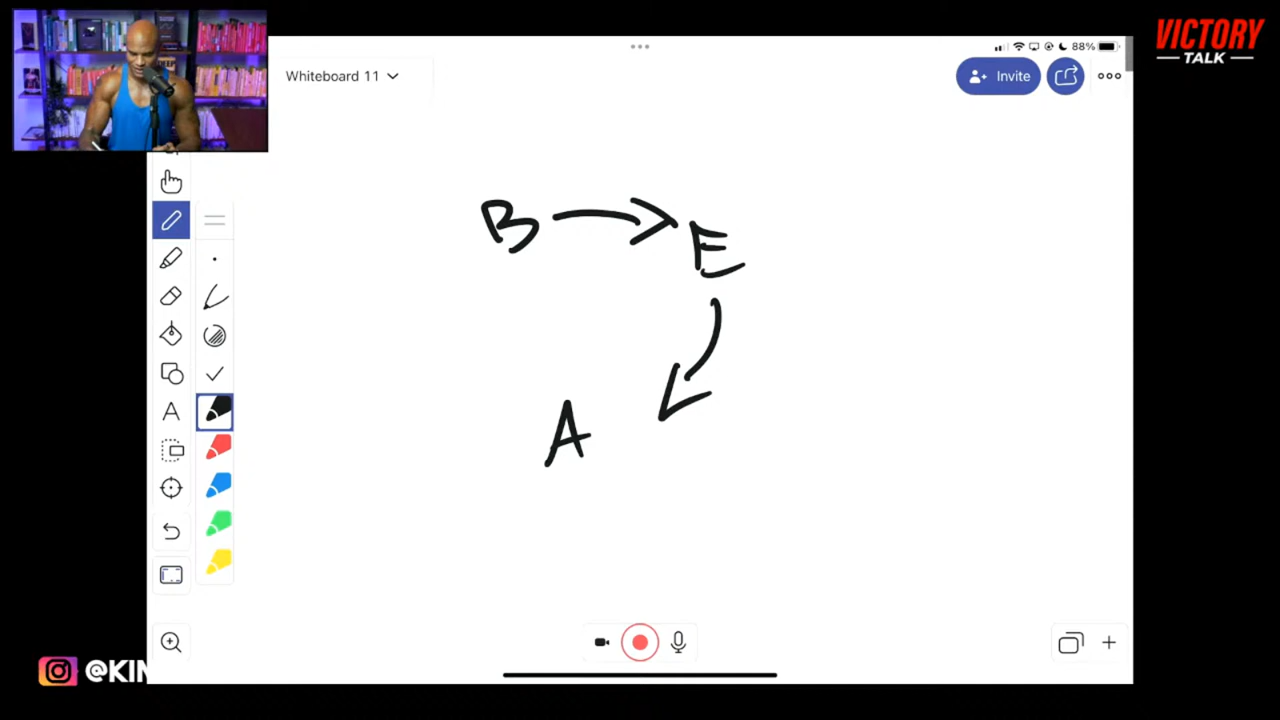 VICTORY
TALK
88%
Whiteboard 11
Invite
B → E
A
A
@KIN